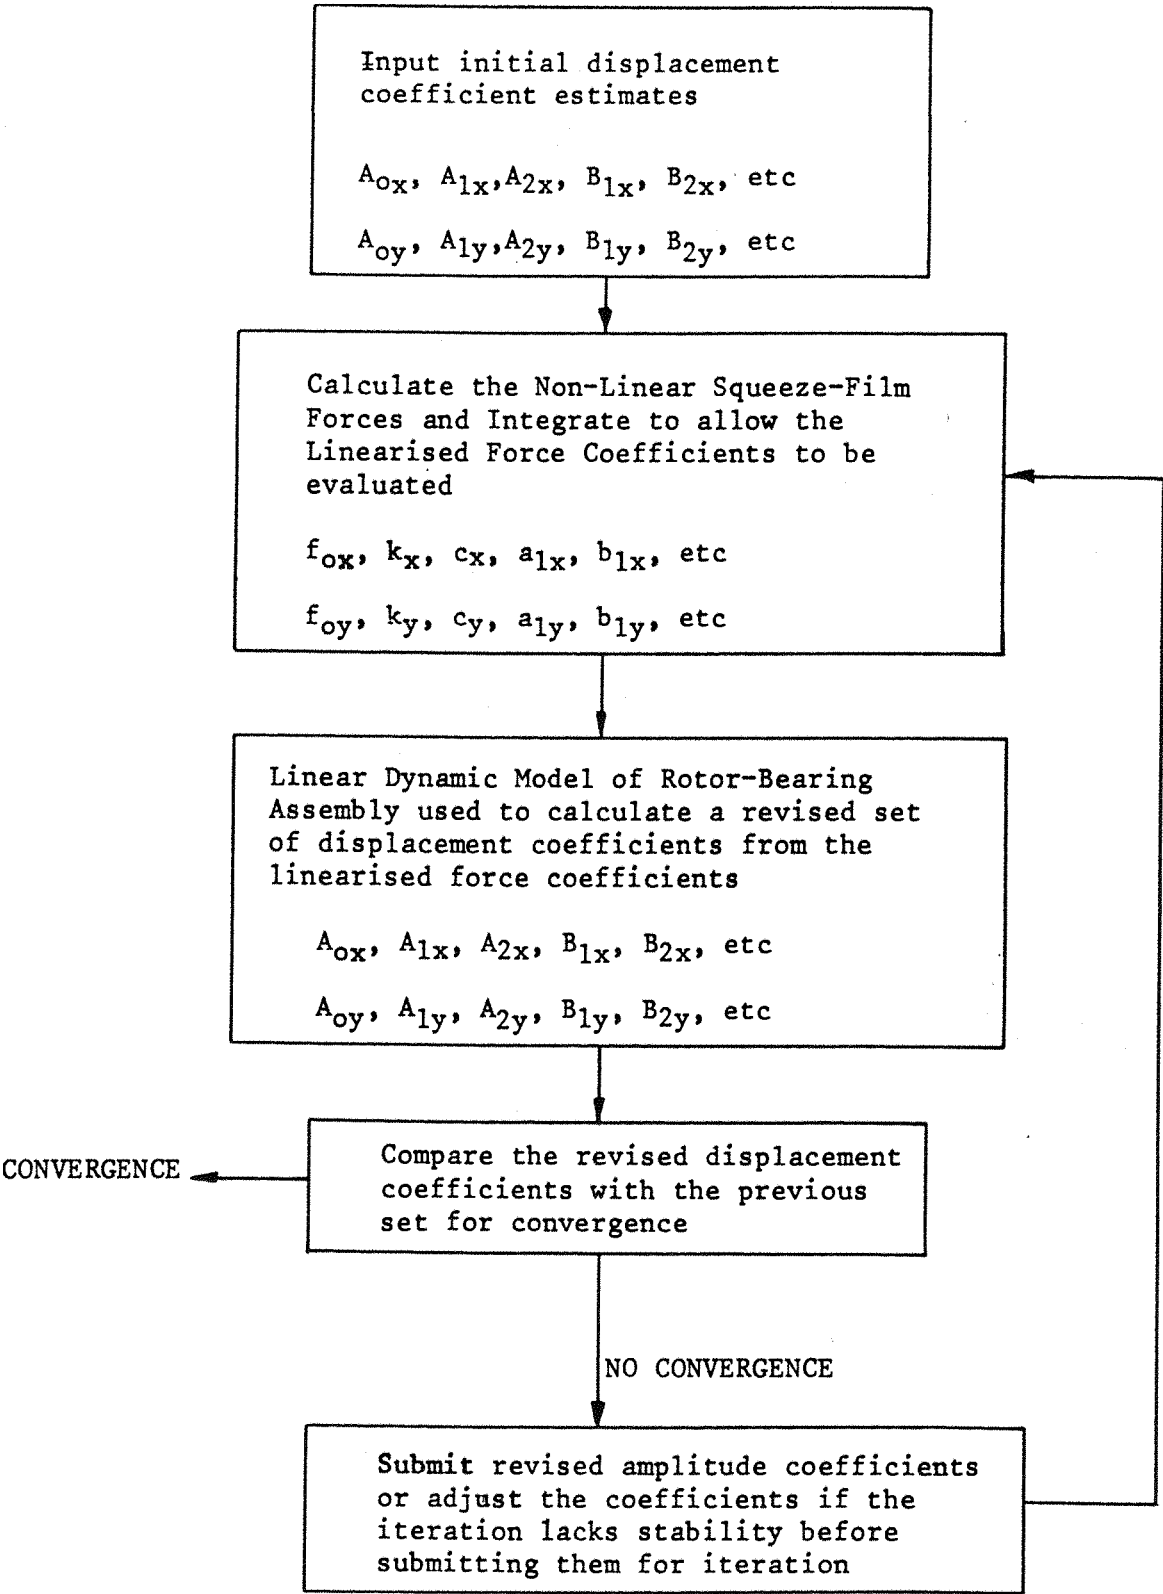 Input initial displacement
coefficient estimates
Aox, A1x,A2x, B1x, B2x, etc
Aoy, A1y,A2y, B1y, B2y, etc
Calculate the Non-Linear Squeeze-Film
Forces and Integrate to allow the
Linearised Force Coefficients to be
evaluated
fox, kx, cx, a1x, b1x, etc
foy, ky, cy, a1y, b1y, etc
Linear Dynamic Model of Rotor-Bearing
Assembly used to calculate a revised set
of displacement coefficients from the
linearised force coefficients
Aox, A1x, A2x, B1x, B2x, etc
Aoy, A1y, A2y, B1y, B2y, etc
Compare the revised displacement
coefficients with the previous
set for convergence
CONVERGENCE
NO CONVERGENCE
Submit revised amplitude coefficients
or adjust the coefficients if the
iteration lacks stability before
submitting them for iteration